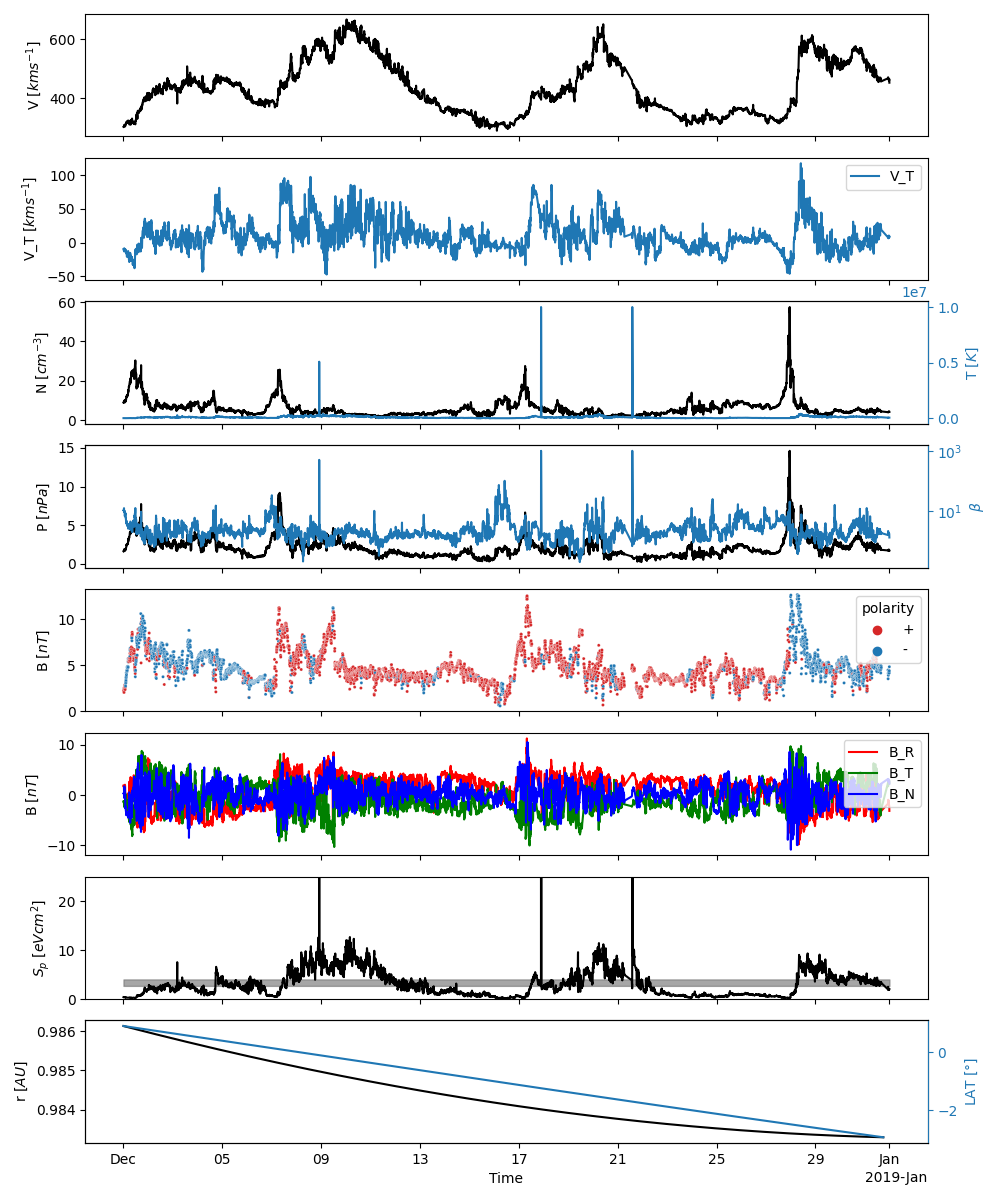 600
400
V [kms⁻¹]
100
50
0
−50
V_T [kms⁻¹]
V_T
60
40
20
0
N [cm⁻³]
1e7
1.0
0.5
0.0
T [K]
15
10
5
0
P [nPa]
10³
10¹
β
10
5
0
B [nT]
polarity
+
-
10
0
−10
B [nT]
B_R
B_T
B_N
20
10
0
S_p [eVcm²]
0.986
0.985
0.984
r [AU]
0
−2
LAT [°]
Dec 05 09 13 17 21 25 29 Jan
Time
2019-Jan